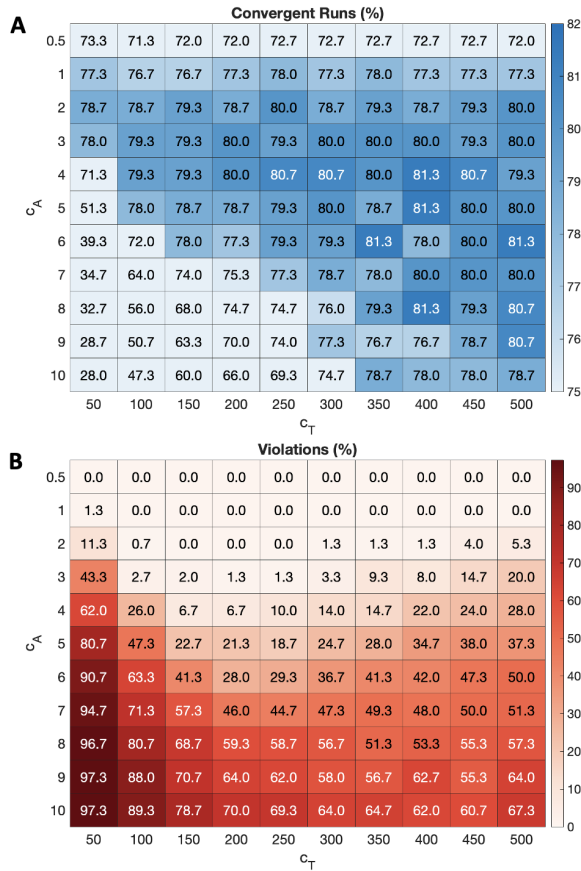 A
Convergent Runs (%)
0.5 73.3 71.3 72.0 72.0 72.7 72.7 72.7 72.7 72.7 72.0
1 77.3 76.7 76.7 77.3 78.0 77.3 78.0 77.3 77.3 77.3
2 78.7 78.7 79.3 78.7 80.0 78.7 79.3 78.7 79.3 80.0
3 78.0 79.3 79.3 80.0 79.3 80.0 80.0 80.0 79.3 80.0
4 71.3 79.3 79.3 80.0 80.7 80.7 80.0 81.3 80.7 79.3
5 51.3 78.0 78.7 78.7 79.3 80.0 78.7 81.3 80.0 80.0
6 39.3 72.0 78.0 77.3 79.3 79.3 81.3 78.0 80.0 81.3
7 34.7 64.0 74.0 75.3 77.3 78.7 78.0 80.0 80.0 80.0
8 32.7 56.0 68.0 74.7 74.7 76.0 79.3 81.3 79.3 80.7
9 28.7 50.7 63.3 70.0 74.0 77.3 76.7 76.7 78.7 80.7
10 28.0 47.3 60.0 66.0 69.3 74.7 78.7 78.0 78.0 78.7
50 100 150 200 250 300 350 400 450 500
c_A
c_T
82
81
80
79
78
77
76
75
B
Violations (%)
0.5 0.0 0.0 0.0 0.0 0.0 0.0 0.0 0.0 0.0 0.0
1 1.3 0.0 0.0 0.0 0.0 0.0 0.0 0.0 0.0 0.0
2 11.3 0.7 0.0 0.0 0.0 1.3 1.3 1.3 4.0 5.3
3 43.3 2.7 2.0 1.3 1.3 3.3 9.3 8.0 14.7 20.0
4 62.0 26.0 6.7 6.7 10.0 14.0 14.7 22.0 24.0 28.0
5 80.7 47.3 22.7 21.3 18.7 24.7 28.0 34.7 38.0 37.3
6 90.7 63.3 41.3 28.0 29.3 36.7 41.3 42.0 47.3 50.0
7 94.7 71.3 57.3 46.0 44.7 47.3 49.3 48.0 50.0 51.3
8 96.7 80.7 68.7 59.3 58.7 56.7 51.3 53.3 55.3 57.3
9 97.3 88.0 70.7 64.0 62.0 58.0 56.7 62.7 55.3 64.0
10 97.3 89.3 78.7 70.0 69.3 64.0 64.7 62.0 60.7 67.3
50 100 150 200 250 300 350 400 450 500
c_A
c_T
90
80
70
60
50
40
30
20
10
0